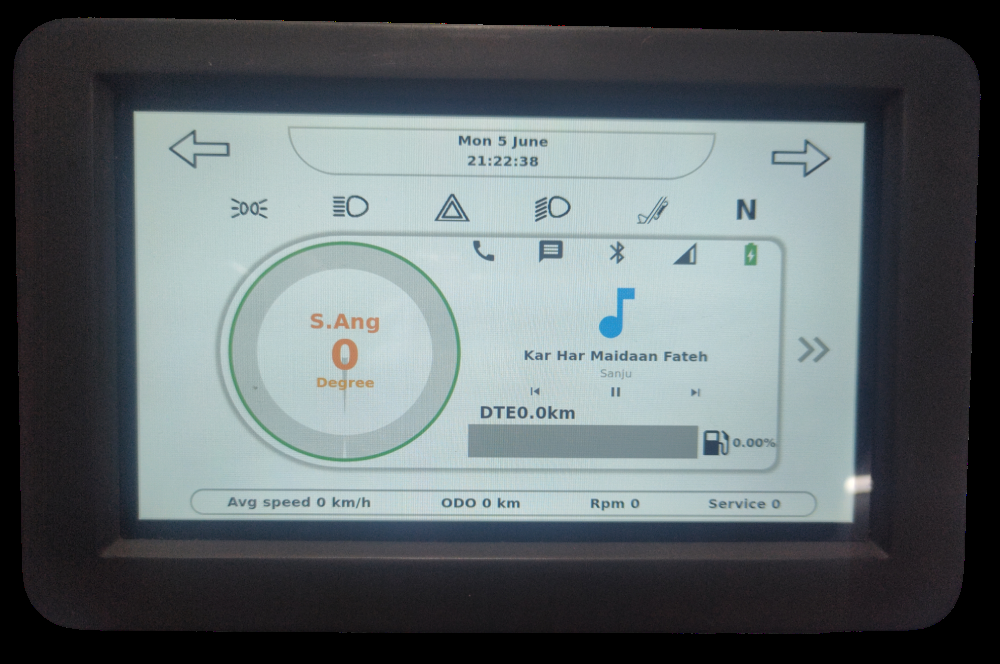 Mon 5 June
21:22:38
N
S.Ang
0
Degree
Kar Har Maidaan Fateh
Sanju
DTE0.0km
0.00%
Avg speed 0 km/h ODO 0 km Rpm 0 Service 0